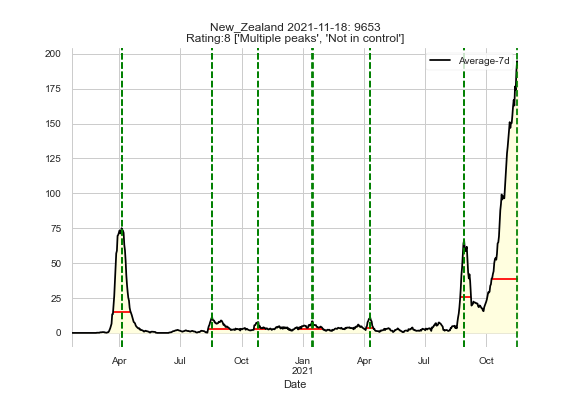 New_Zealand 2021-11-18: 9653
Rating:8 ['Multiple peaks', 'Not in control']
Average-7d
200
175
150
125
100
75
50
25
0
Apr Jul Oct Jan Apr Jul Oct
2021
Date